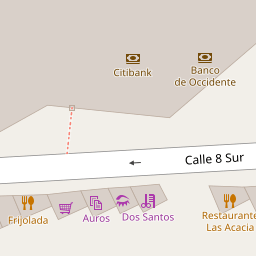 Citibank
Banco
de Occidente
Calle 8 Sur
Frijolada
Auros
Dos Santos
Restaurante
Las Acacia